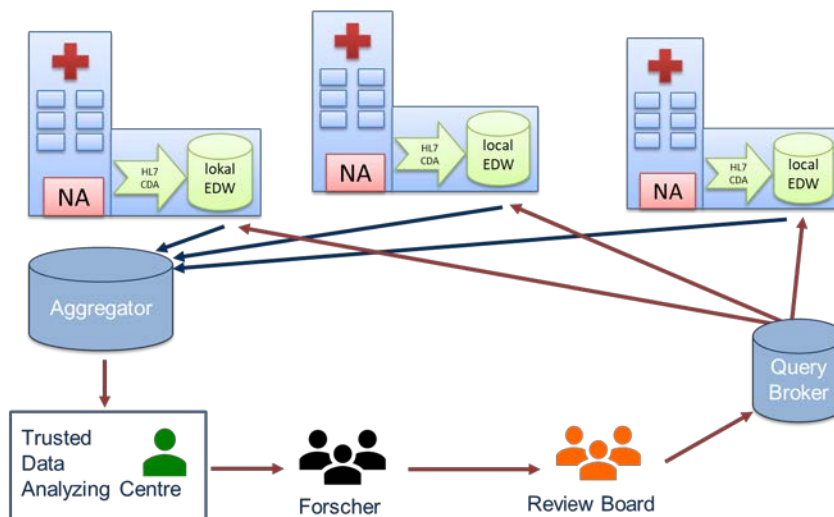 HL7
CDA
lokal
EDW
NA
HL7
CDA
local
EDW
NA
HL7
CDA
local
EDW
NA
Aggregator
Query
Broker
Trusted
Data
Analyzing Centre
Forscher
Review Board